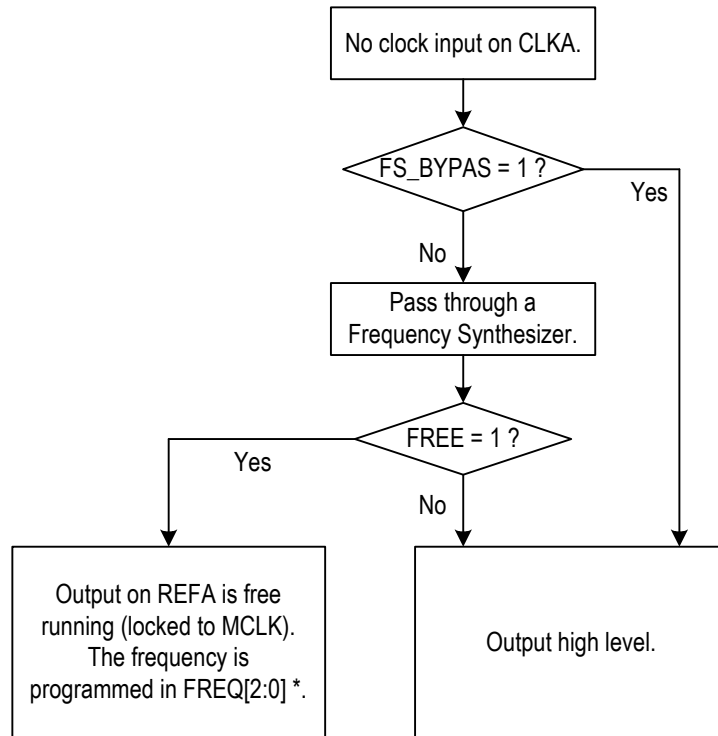 No clock input on CLKA.
FS_BYPAS = 1 ?
Yes
No
Pass through a
Frequency Synthesizer.
FREE = 1 ?
Yes
No
Output on REFA is free
running (locked to MCLK).
The frequency is
programmed in FREQ[2:0] *.
Output high level.